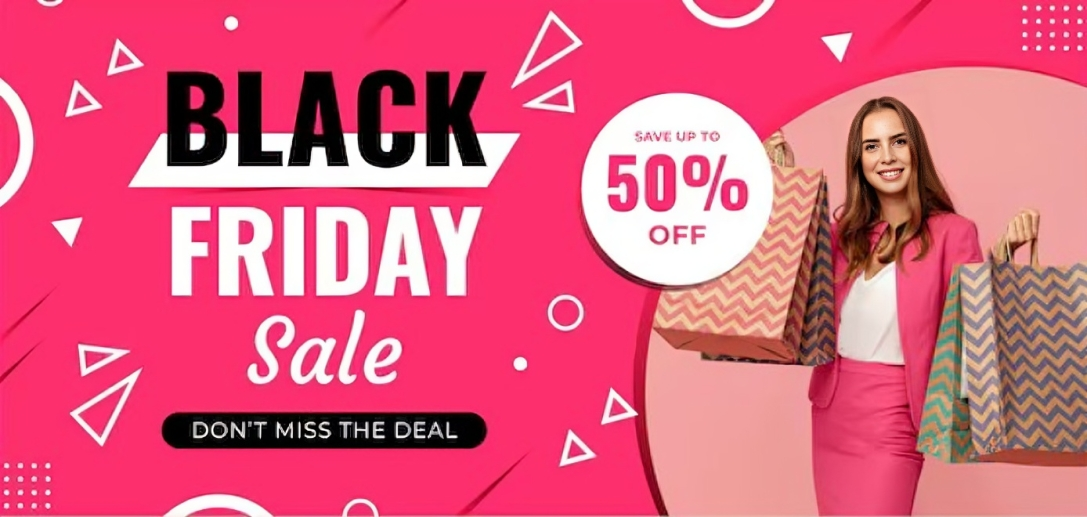 BLACK
FRIDAY
Sale
DON'T MISS THE DEAL
SAVE UP TO
50%
OFF